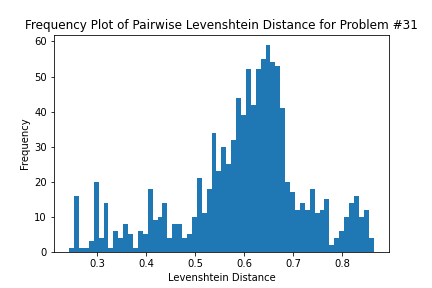 Frequency Plot of Pairwise Levenshtein Distance for Problem #31
60
50
40
30
20
10
0
Frequency
0.3 0.4 0.5 0.6 0.7 0.8
Levenshtein Distance